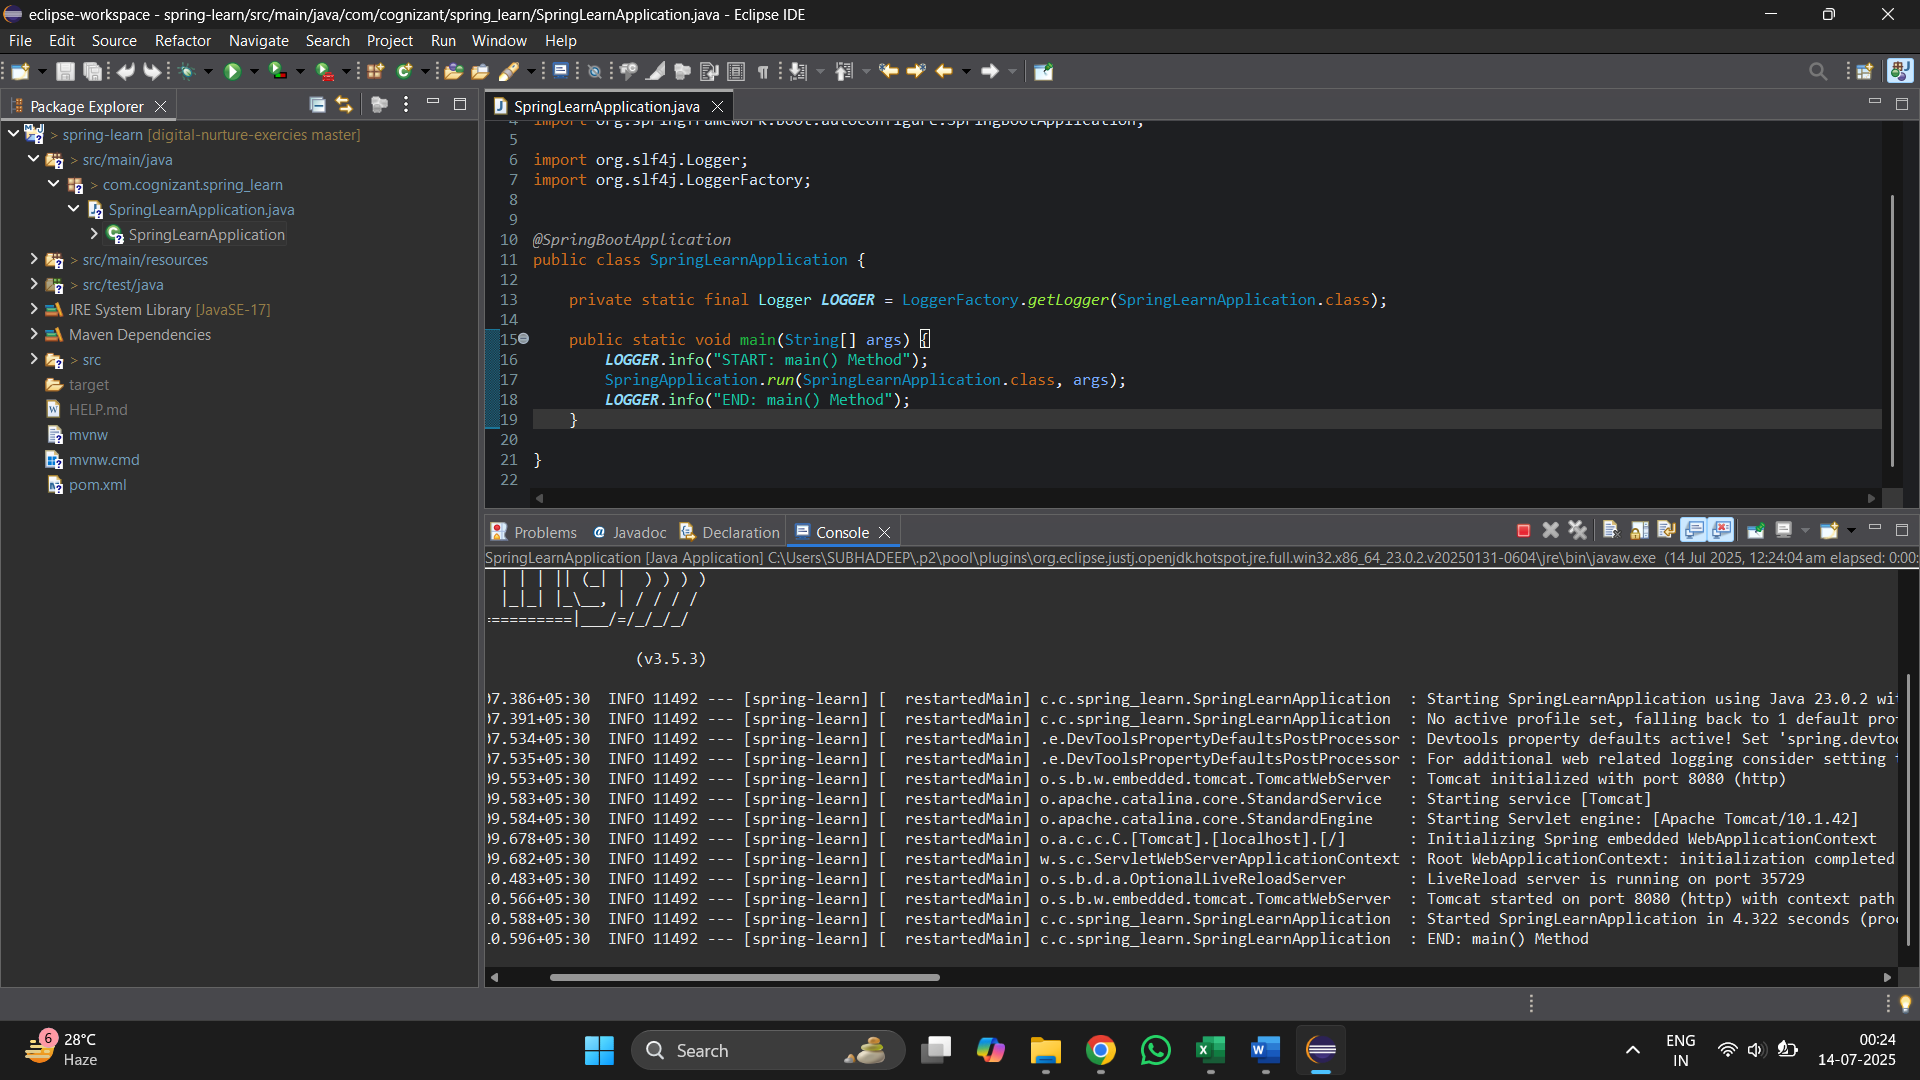 eclipse-workspace - spring-learn/src/main/java/com/cognizant/spring_learn/SpringLearnApplication.java - Eclipse IDE
File Edit Source Refactor Navigate Search Project Run Window Help
Package Explorer
> spring-learn [digital-nurture-exercies master]
> src/main/java
> com.cognizant.spring_learn
SpringLearnApplication.java
SpringLearnApplication
> src/main/resources
> src/test/java
JRE System Library [JavaSE-17]
Maven Dependencies
> src
target
HELP.md
mvnw
mvnw.cmd
pom.xml
SpringLearnApplication.java
4 import org.springframework.boot.autoconfigure.SpringBootApplication;
5
6 import org.slf4j.Logger;
7 import org.slf4j.LoggerFactory;
8
9
10 @SpringBootApplication
11 public class SpringLearnApplication {
12
13 private static final Logger LOGGER = LoggerFactory.getLogger(SpringLearnApplication.class);
14
15 public static void main(String[] args) {
16 LOGGER.info("START: main() Method");
17 SpringApplication.run(SpringLearnApplication.class, args);
18 LOGGER.info("END: main() Method");
19 }
20
21 }
22
Problems @ Javadoc Declaration Console
SpringLearnApplication [Java Application] C:\Users\SUBHADEEP\.p2\pool\plugins\org.eclipse.justj.openjdk.hotspot.jre.full.win32.x86_64_23.0.2.v20250131-0604\jre\bin\javaw.exe (14 Jul 2025, 12:24:04 am elapsed: 0:00:
| | | || (_| | ) ) ) )
|_|_| |_\__, | / / / /
==========|___/=/_/_/_/
(v3.5.3)
07.386+05:30 INFO 11492 --- [spring-learn] [ restartedMain] c.c.spring_learn.SpringLearnApplication : Starting SpringLearnApplication using Java 23.0.2 wi
07.391+05:30 INFO 11492 --- [spring-learn] [ restartedMain] c.c.spring_learn.SpringLearnApplication : No active profile set, falling back to 1 default pro
07.534+05:30 INFO 11492 --- [spring-learn] [ restartedMain] .e.DevToolsPropertyDefaultsPostProcessor : Devtools property defaults active! Set 'spring.devto
07.535+05:30 INFO 11492 --- [spring-learn] [ restartedMain] .e.DevToolsPropertyDefaultsPostProcessor : For additional web related logging consider setting
09.553+05:30 INFO 11492 --- [spring-learn] [ restartedMain] o.s.b.w.embedded.tomcat.TomcatWebServer : Tomcat initialized with port 8080 (http)
09.583+05:30 INFO 11492 --- [spring-learn] [ restartedMain] o.apache.catalina.core.StandardService : Starting service [Tomcat]
09.584+05:30 INFO 11492 --- [spring-learn] [ restartedMain] o.apache.catalina.core.StandardEngine : Starting Servlet engine: [Apache Tomcat/10.1.42]
09.678+05:30 INFO 11492 --- [spring-learn] [ restartedMain] o.a.c.c.C.[Tomcat].[localhost].[/] : Initializing Spring embedded WebApplicationContext
09.682+05:30 INFO 11492 --- [spring-learn] [ restartedMain] w.s.c.ServletWebServerApplicationContext : Root WebApplicationContext: initialization completed
10.483+05:30 INFO 11492 --- [spring-learn] [ restartedMain] o.s.b.d.a.OptionalLiveReloadServer : LiveReload server is running on port 35729
10.566+05:30 INFO 11492 --- [spring-learn] [ restartedMain] o.s.b.w.embedded.tomcat.TomcatWebServer : Tomcat started on port 8080 (http) with context path
10.588+05:30 INFO 11492 --- [spring-learn] [ restartedMain] c.c.spring_learn.SpringLearnApplication : Started SpringLearnApplication in 4.322 seconds (pro
10.596+05:30 INFO 11492 --- [spring-learn] [ restartedMain] c.c.spring_learn.SpringLearnApplication : END: main() Method
6
28°C
Haze
Search
ENG
IN
00:24
14-07-2025